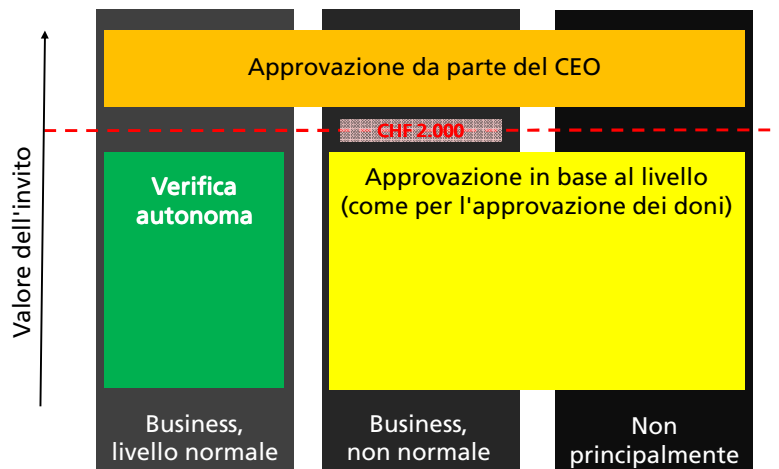 Approvazione da parte del CEO
CHF 2.000
Valore dell'invito
Verifica
autonoma
Approvazione in base al livello
(come per l'approvazione dei doni)
Business,
livello normale
Business,
non normale
Non
principalmente